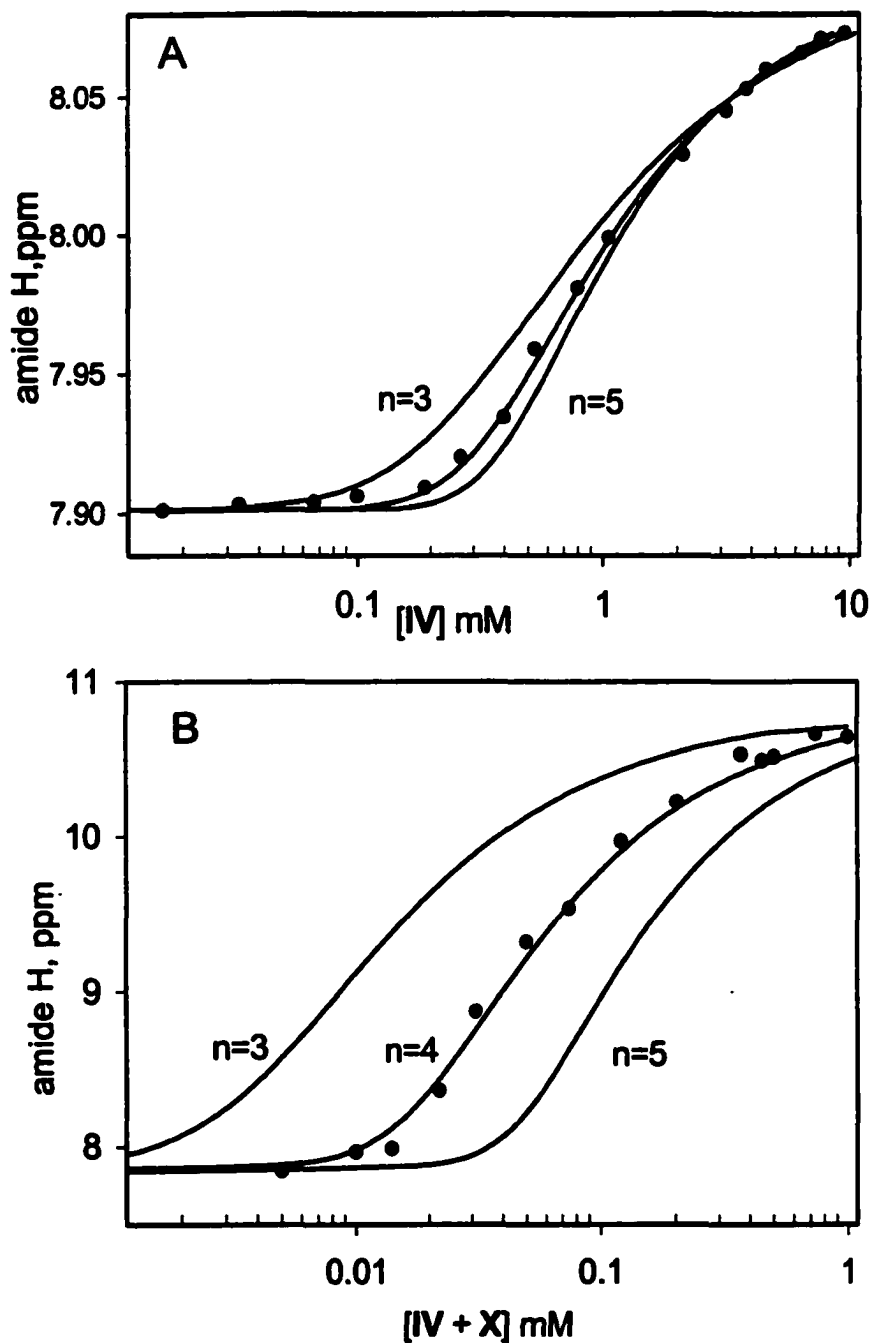 A
8.05
8.00
7.95
7.90
amide H,ppm
n=3
n=5
0.1
1
10
[IV] mM
B
11
10
9
8
amide H, ppm
n=3
n=4
n=5
0.01
0.1
1
[IV + X] mM